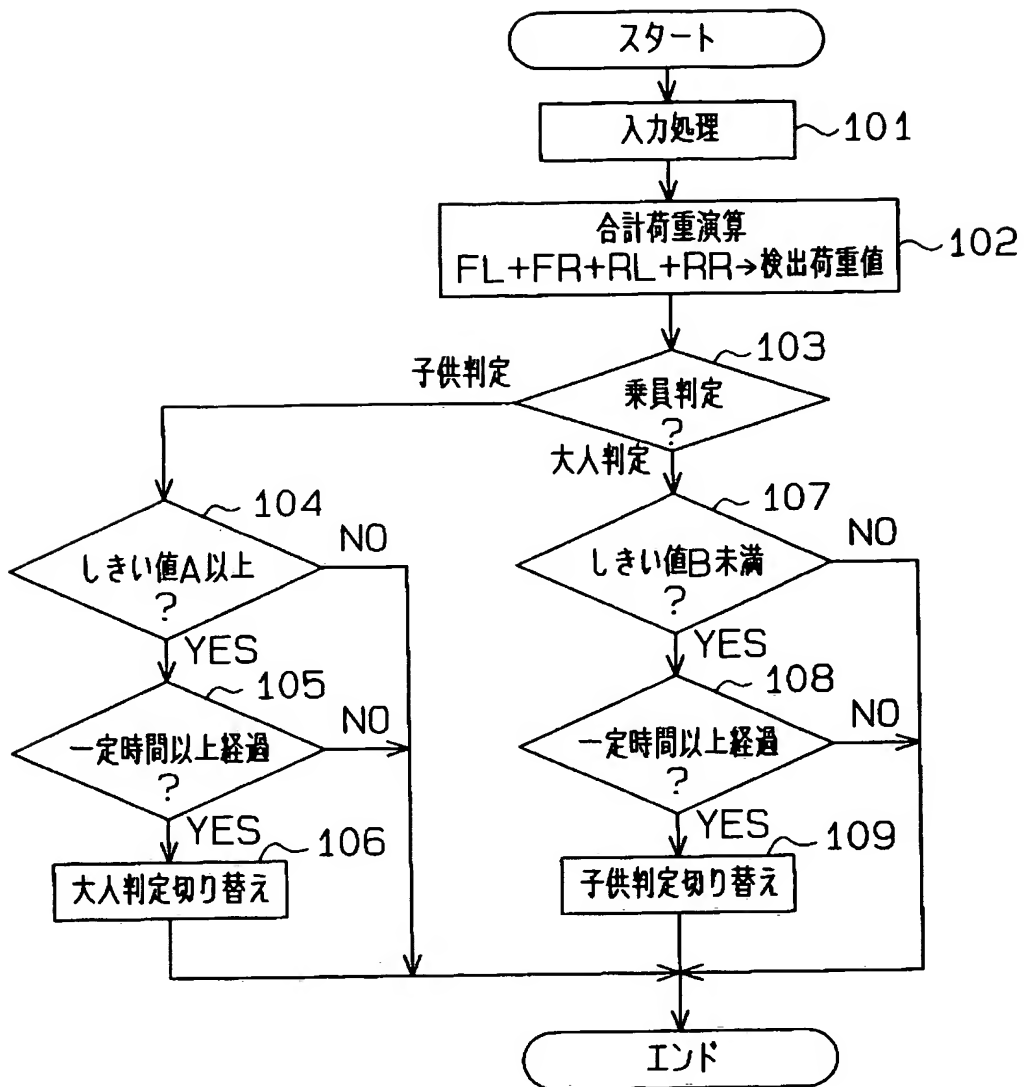 スタート
入力処理
101
合計荷重演算
FL+FR+RL+RR→検出荷重値
102
103
子供判定
乗員判定
?
大人判定
104
NO
しきい値A以上
?
YES
107
NO
しきい値B未満
?
YES
105
NO
一定時間以上経過
?
YES
108
NO
一定時間以上経過
?
YES
106
大人判定切り替え
109
子供判定切り替え
エンド